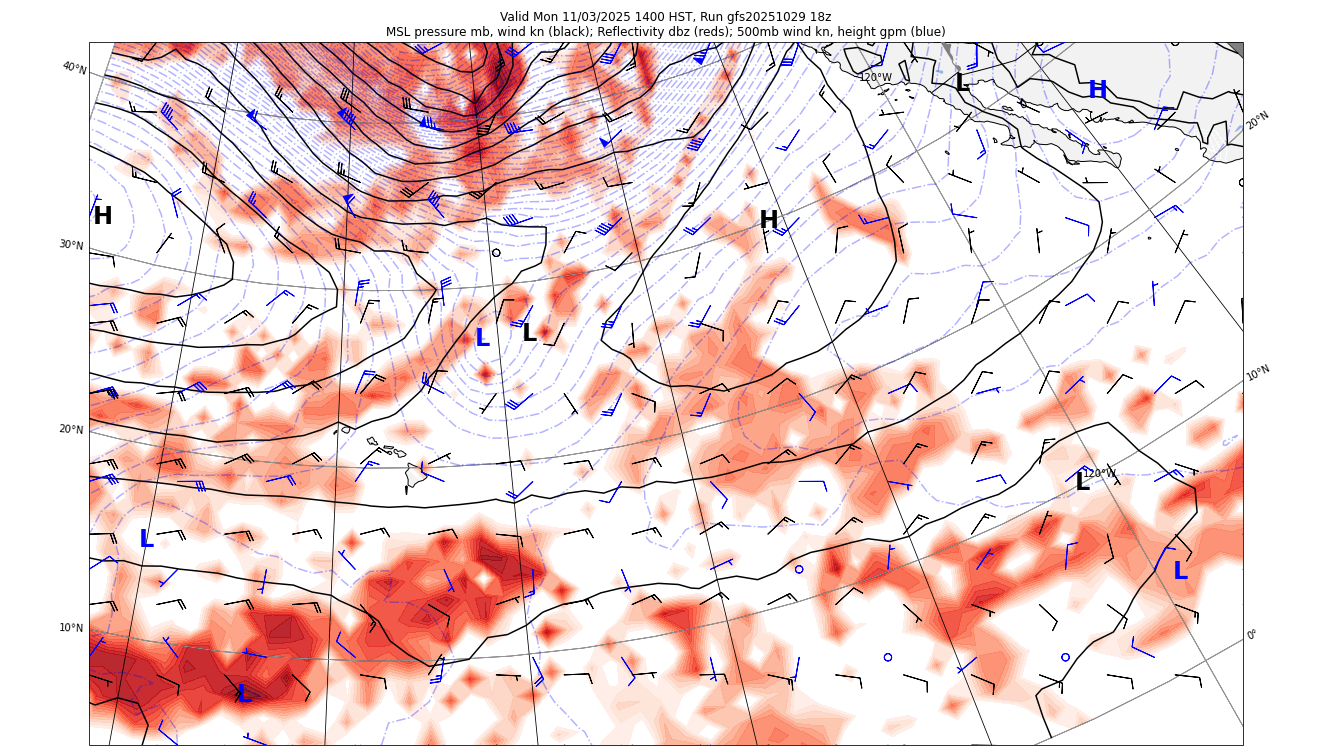 Valid Mon 11/03/2025 1400 HST, Run gfs20251029 18z
MSL pressure mb, wind kn (black); Reflectivity dbz (reds); 500mb wind kn, height gpm (blue)
40°N
120°W
L
H
20°N
H
H
30°N
L
L
10°N
20°N
L
120°W
L
L
10°N
0°
L